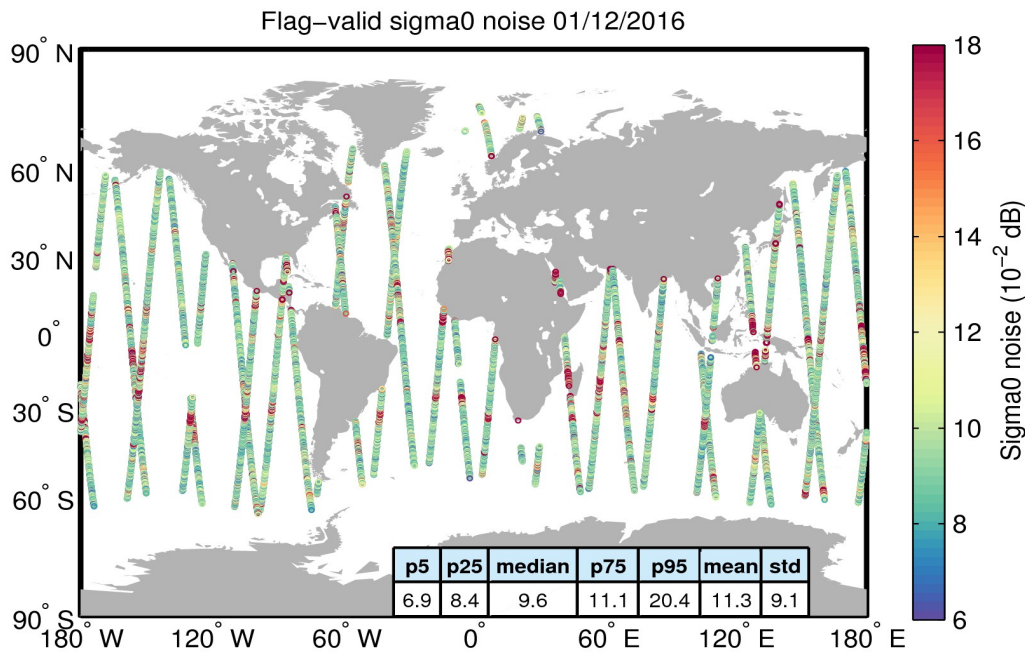 Flag−valid sigma0 noise 01/12/2016
90° N
60° N
30° N
0°
30° S
60° S
90° S
180° W
120° W
60° W
0°
60° E
120° E
180° E
p5 p25 median p75 p95 mean std
6.9 8.4 9.6 11.1 20.4 11.3 9.1
18
16
14
12
10
8
6
Sigma0 noise (10⁻² dB)